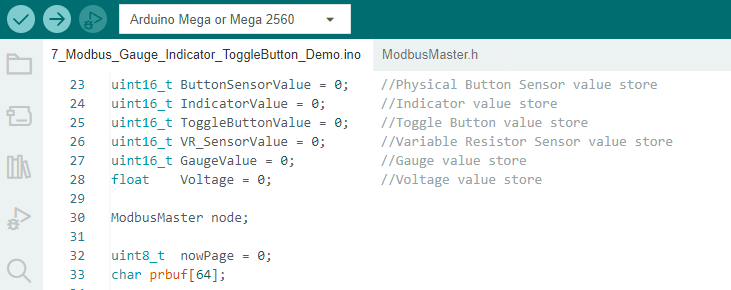 Arduino Mega or Mega 2560
7_Modbus_Gauge_Indicator_ToggleButton_Demo.ino ModbusMaster.h
23 uint16_t ButtonSensorValue = 0; //Physical Button Sensor value store
24 uint16_t IndicatorValue = 0; //Indicator value store
25 uint16_t ToggleButtonValue = 0; //Toggle Button value store
26 uint16_t VR_SensorValue = 0; //Variable Resistor Sensor value store
27 uint16_t GaugeValue = 0; //Gauge value store
28 float Voltage = 0; //Voltage value store
29
30 ModbusMaster node;
31
32 uint8_t nowPage = 0;
33 char prbuf[64];